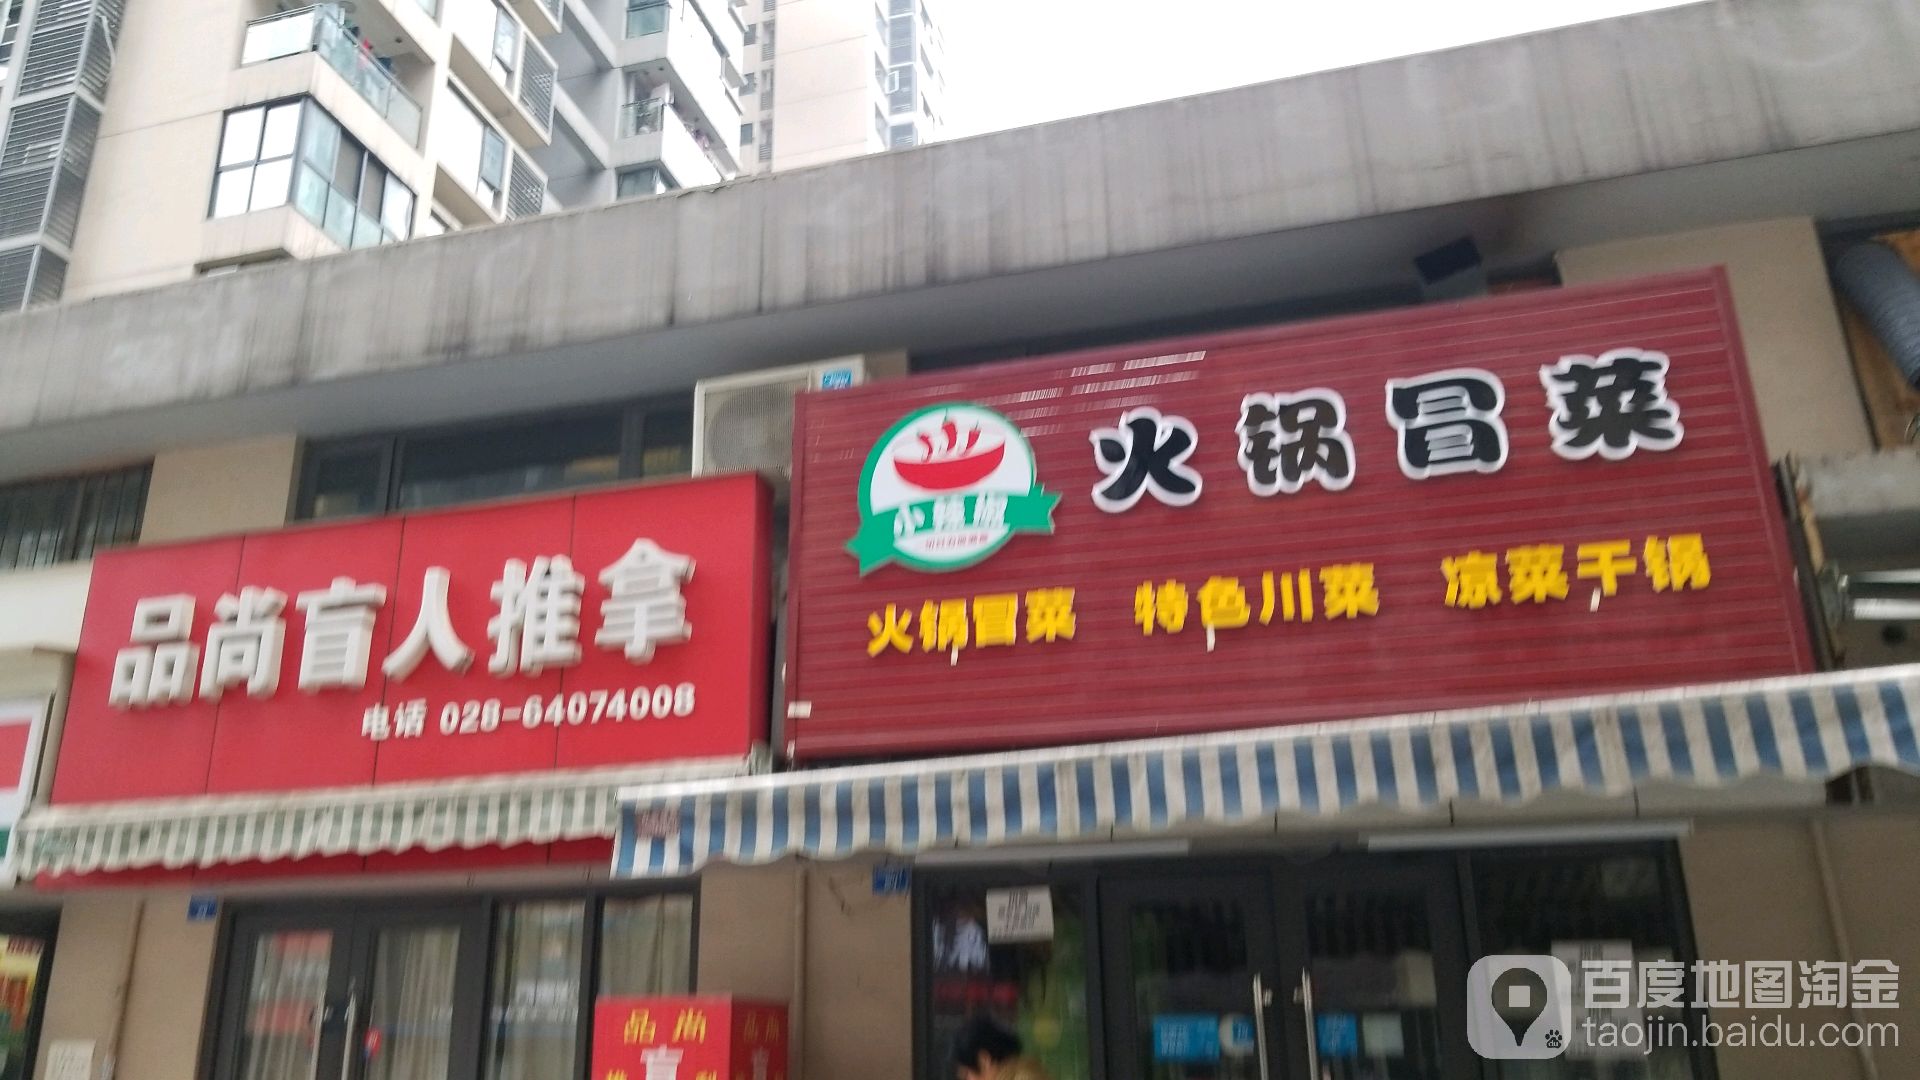 品尚盲人推拿
电话 028-64074008
小辣椒
火锅冒菜
火锅冒菜 特色川菜 凉菜干锅
品尚
盲
百度地图淘金
taojin.baidu.com